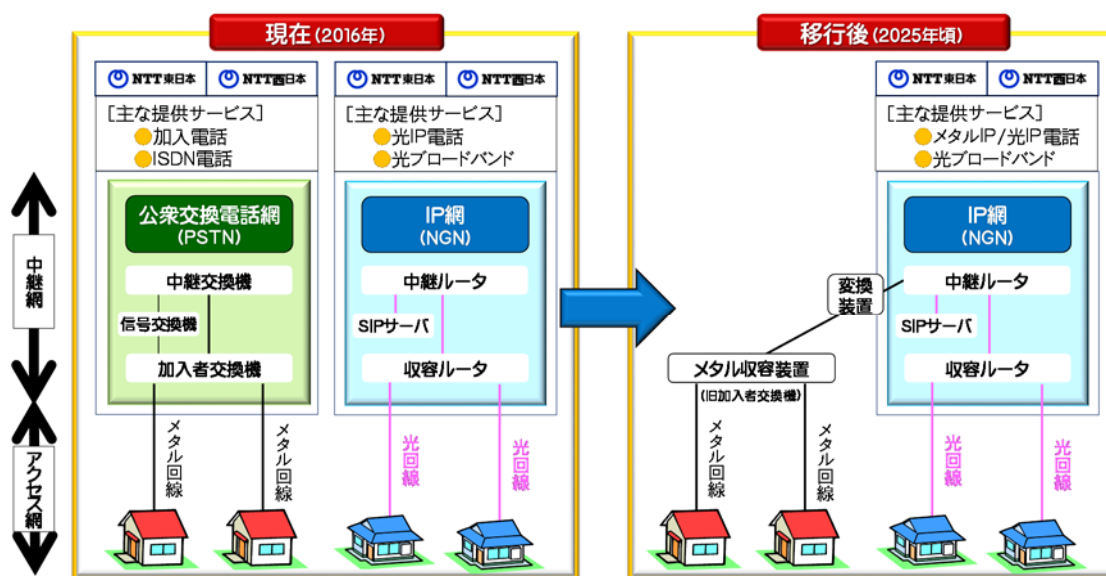 現在(2016年)
NTT東日本
NTT西日本
[主な提供サービス]
●加入電話
●ISDN電話
公衆交換電話網
(PSTN)
中継交換機
信号交換機
加入者交換機
メタル回線
メタル回線
NTT東日本
NTT西日本
[主な提供サービス]
●光IP電話
●光ブロードバンド
IP網
(NGN)
中継ルータ
SIPサーバ
収容ルータ
光回線
光回線
中継網
アクセス網
移行後(2025年頃)
NTT東日本
NTT西日本
[主な提供サービス]
●メタルIP/光IP電話
●光ブロードバンド
IP網
(NGN)
変換
装置
中継ルータ
SIPサーバ
収容ルータ
メタル収容装置
(旧加入者交換機)
メタル回線
メタル回線
光回線
光回線